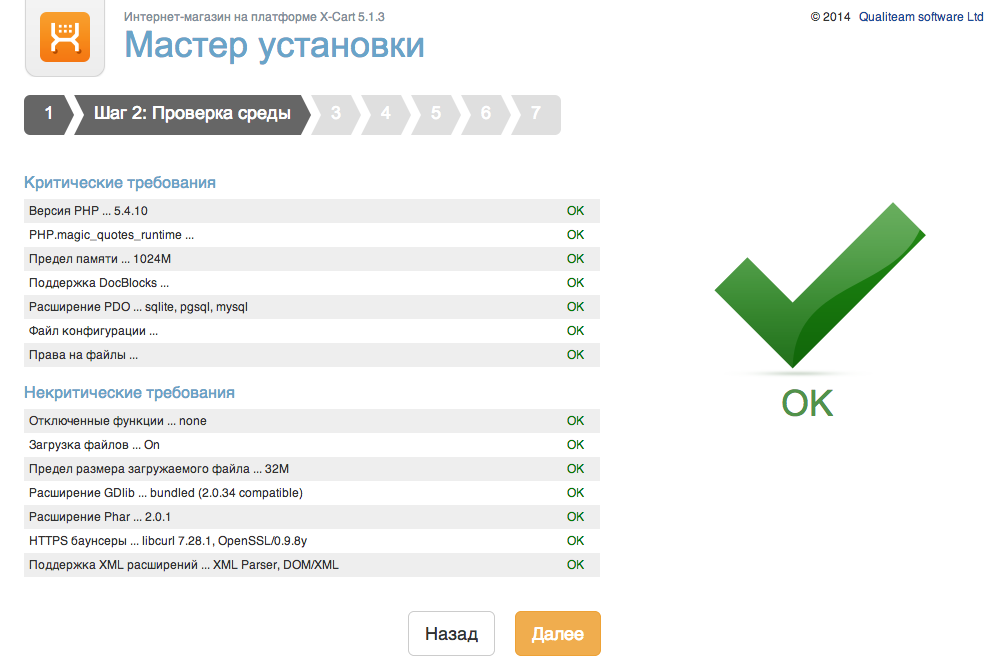 Интернет-магазин на платформе X-Cart 5.1.3
© 2014 Qualiteam software Ltd
Мастер установки
1 Шаг 2: Проверка среды 3 4 5 6 7
Критические требования
Версия PHP ... 5.4.10 OK
PHP.magic_quotes_runtime ... OK
Предел памяти ... 1024M OK
Поддержка DocBlocks ... OK
Расширение PDO ... sqlite, pgsql, mysql OK
Файл конфигурации ... OK
Права на файлы ... OK
OK
Некритические требования
Отключенные функции ... none OK
Загрузка файлов ... On OK
Предел размера загружаемого файла ... 32M OK
Расширение GDlib ... bundled (2.0.34 compatible) OK
Расширение Phar ... 2.0.1 OK
HTTPS баунсеры ... libcurl 7.28.1, OpenSSL/0.9.8y OK
Поддержка XML расширений ... XML Parser, DOM/XML OK
Назад Далее